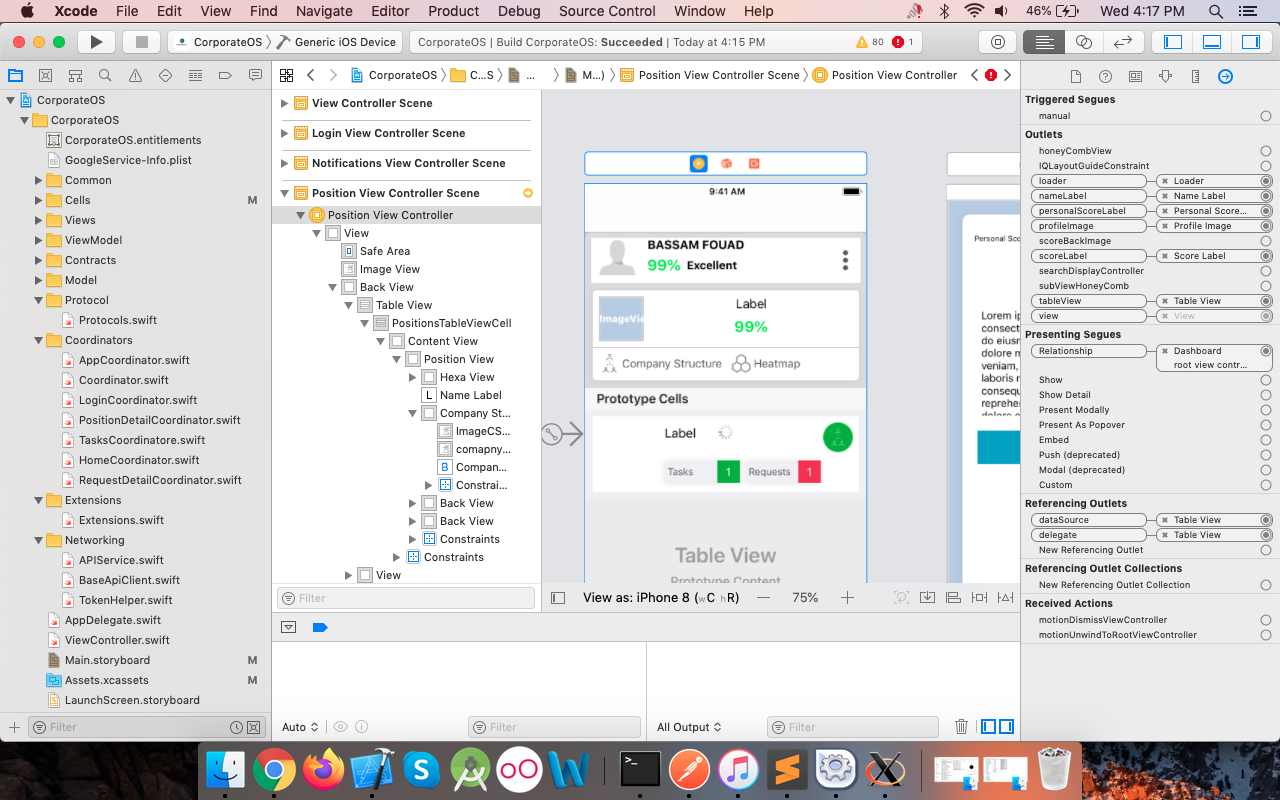 Xcode File Edit View Find Navigate Editor Product Debug Source Control Window Help 46% Wed 4:17 PM
CorporateOS Generic iOS Device
CorporateOS | Build CorporateOS: Succeeded | Today at 4:15 PM 80 1
CorporateOS
CorporateOS
CorporateOS.entitlements
GoogleService-Info.plist
Common
Cells M
Views
ViewModel
Contracts
Model
Protocol
Protocols.swift
Coordinators
AppCoordinator.swift
Coordinator.swift
LoginCoordinator.swift
PositionDetailCoordinator.swift
TasksCoordinatore.swift
HomeCoordinator.swift
RequestDetailCoordinator.swift
Extensions
Extensions.swift
Networking
APIService.swift
BaseApiClient.swift
TokenHelper.swift
AppDelegate.swift
ViewController.swift
Main.storyboard M
Assets.xcassets M
LaunchScreen.storyboard
Filter
CorporateOS C...S ... M...) Position View Controller Scene Position View Controller
View Controller Scene
Login View Controller Scene
Notifications View Controller Scene
Position View Controller Scene
Position View Controller
View
Safe Area
Image View
Back View
Table View
PositionsTableViewCell
Content View
Position View
Hexa View
L Name Label
Company St...
ImageCS...
comapny...
B Compan...
Constrai...
Back View
Back View
Constraints
Constraints
View
Filter
9:41 AM
BASSAM FOUAD
99% Excellent
ImageVie
Label
99%
Company Structure Heatmap
Prototype Cells
Label
Tasks 1 Requests 1
Table View
Prototype Content
Personal Sco
Lorem ip
consect
do eiusm
dolore m
veniam,
laboris n
consequ
reprehen
dolore e
View as: iPhone 8 (wC hR) 75%
Auto
Filter
All Output
Filter
Triggered Segues
manual
Outlets
honeyCombView
IQLayoutGuideConstraint
loader Loader
nameLabel Name Label
personalScoreLabel Personal Score...
profileImage Profile Image
scoreBackImage
scoreLabel Score Label
searchDisplayController
subViewHoneyComb
tableView Table View
view View
Presenting Segues
Relationship Dashboard
root view contr...
Show
Show Detail
Present Modally
Present As Popover
Embed
Push (deprecated)
Modal (deprecated)
Custom
Referencing Outlets
dataSource Table View
delegate Table View
New Referencing Outlet
Referencing Outlet Collections
New Referencing Outlet Collection
Received Actions
motionDismissViewController
motionUnwindToRootViewController